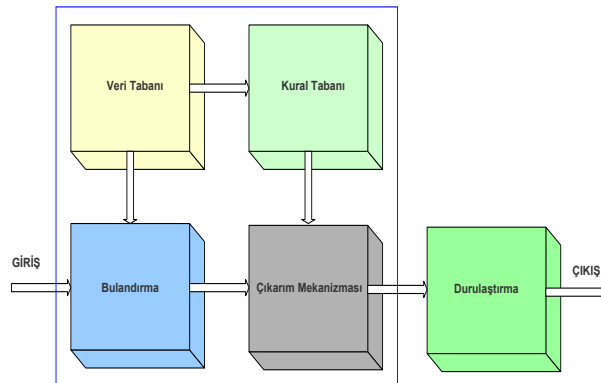 Veri Tabanı
Kural Tabanı
GİRİŞ
Bulandırma
Çıkarım Mekanizması
Durulaştırma
ÇIKIŞ